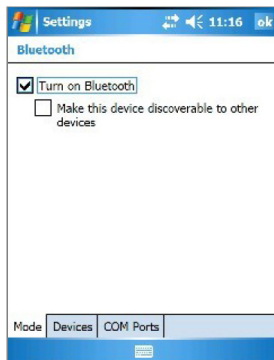 Settings 11:16 ok
Bluetooth
Turn on Bluetooth
Make this device discoverable to other
devices
Mode Devices COM Ports